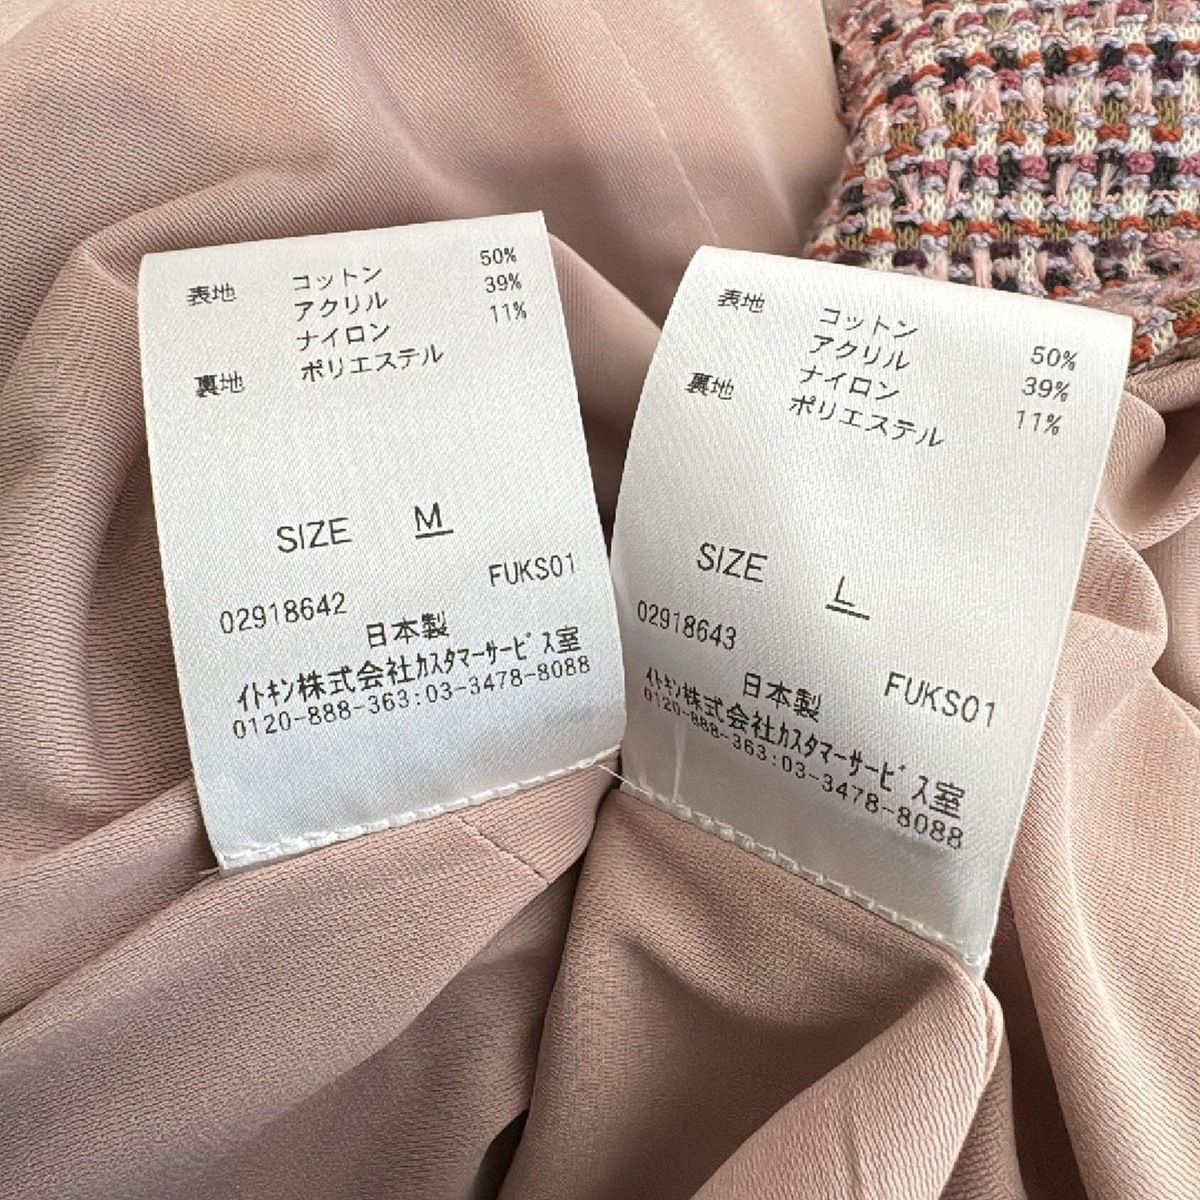 表地 コットン 50%
アクリル 39%
ナイロン 11%
裏地 ポリエステル
SIZE M
FUKS01
02918642
日本製
イトキン株式会社カスタマーサービス室
0120-888-363:03-3478-8088
表地 コットン 50%
アクリル 39%
ナイロン 11%
裏地 ポリエステル
SIZE L
02918643
FUKS01
日本製
イトキン株式会社カスタマーサービス室
0120-888-363:03-3478-8088